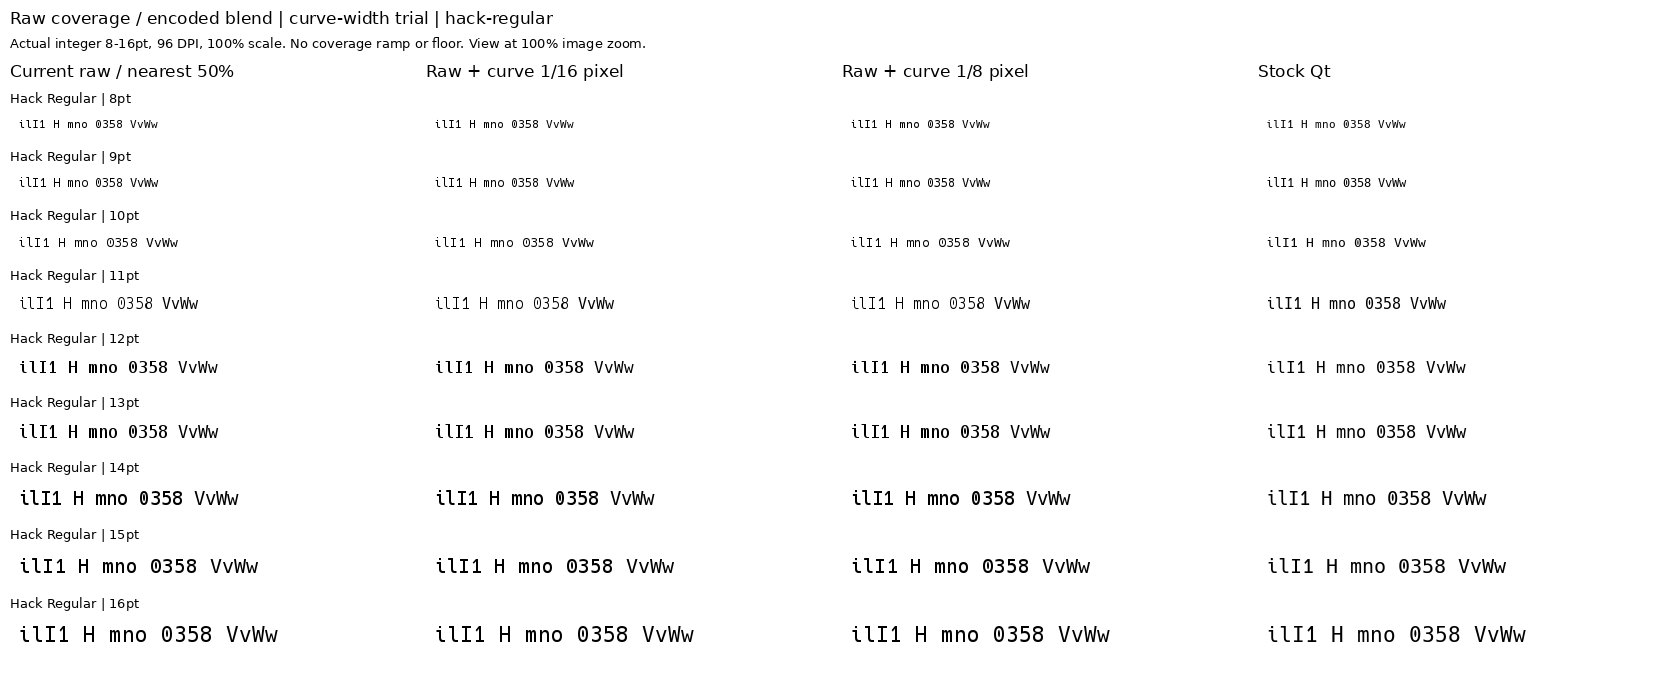 Raw coverage / encoded blend | curve-width trial | hack-regular
Actual integer 8-16pt, 96 DPI, 100% scale. No coverage ramp or floor. View at 100% image zoom.
Current raw / nearest 50% Raw + curve 1/16 pixel Raw + curve 1/8 pixel Stock Qt
Hack Regular | 8pt
ilI1 H mno 0358 VvWw ilI1 H mno 0358 VvWw ilI1 H mno 0358 VvWw ilI1 H mno 0358 VvWw
Hack Regular | 9pt
ilI1 H mno 0358 VvWw ilI1 H mno 0358 VvWw ilI1 H mno 0358 VvWw ilI1 H mno 0358 VvWw
Hack Regular | 10pt
ilI1 H mno 0358 VvWw ilI1 H mno 0358 VvWw ilI1 H mno 0358 VvWw ilI1 H mno 0358 VvWw
Hack Regular | 11pt
ilI1 H mno 0358 VvWw ilI1 H mno 0358 VvWw ilI1 H mno 0358 VvWw ilI1 H mno 0358 VvWw
Hack Regular | 12pt
ilI1 H mno 0358 VvWw ilI1 H mno 0358 VvWw ilI1 H mno 0358 VvWw ilI1 H mno 0358 VvWw
Hack Regular | 13pt
ilI1 H mno 0358 VvWw ilI1 H mno 0358 VvWw ilI1 H mno 0358 VvWw ilI1 H mno 0358 VvWw
Hack Regular | 14pt
ilI1 H mno 0358 VvWw ilI1 H mno 0358 VvWw ilI1 H mno 0358 VvWw ilI1 H mno 0358 VvWw
Hack Regular | 15pt
ilI1 H mno 0358 VvWw ilI1 H mno 0358 VvWw ilI1 H mno 0358 VvWw ilI1 H mno 0358 VvWw
Hack Regular | 16pt
ilI1 H mno 0358 VvWw ilI1 H mno 0358 VvWw ilI1 H mno 0358 VvWw ilI1 H mno 0358 VvWw